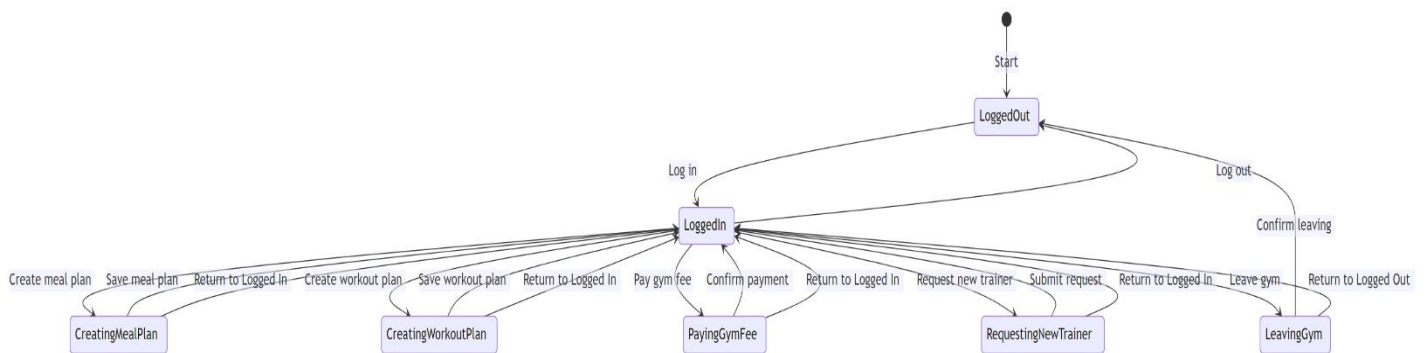 Start
LoggedOut
Log in
Log out
LoggedIn
Confirm leaving
Create meal plan
Save meal plan
Return to Logged In
Create workout plan
Save workout plan
Return to Logged In
Pay gym fee
Confirm payment
Return to Logged In
Request new trainer
Submit request
Return to Logged In
Leave gym
Return to Logged Out
CreatingMealPlan
CreatingWorkoutPlan
PayingGymFee
RequestingNewTrainer
LeavingGym